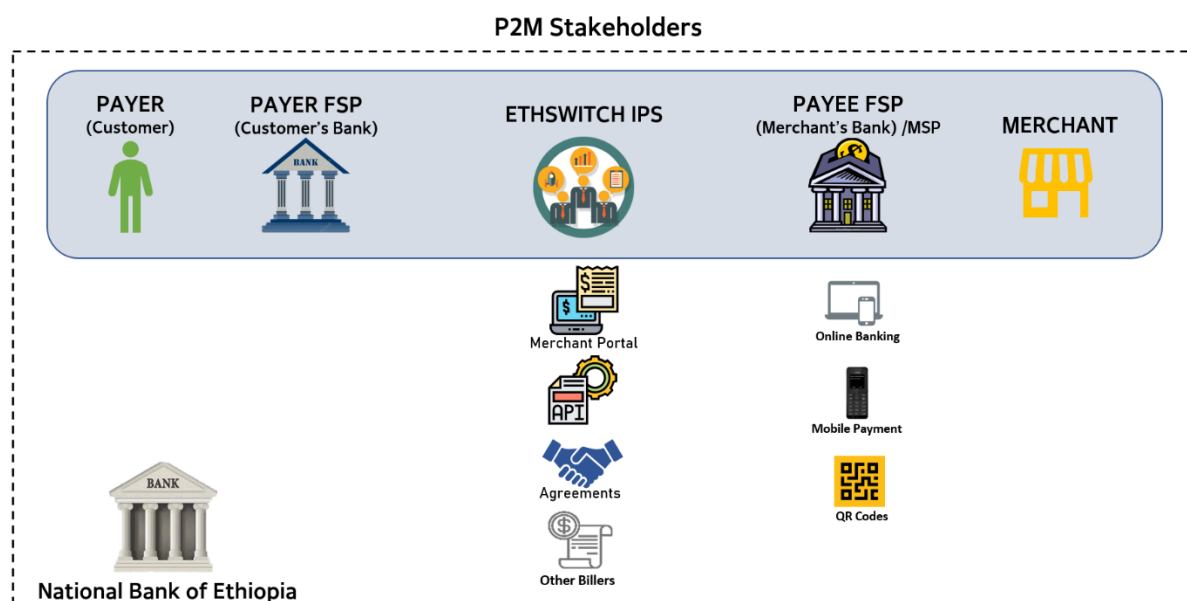 P2M Stakeholders
PAYER
(Customer)
PAYER FSP
(Customer's Bank)
BANK
ETHSWITCH IPS
PAYEE FSP
(Merchant's Bank) /MSP
MERCHANT
$
$
Merchant Portal
API
Agreements
$
Other Billers
Online Banking
Mobile Payment
QR Codes
BANK
National Bank of Ethiopia